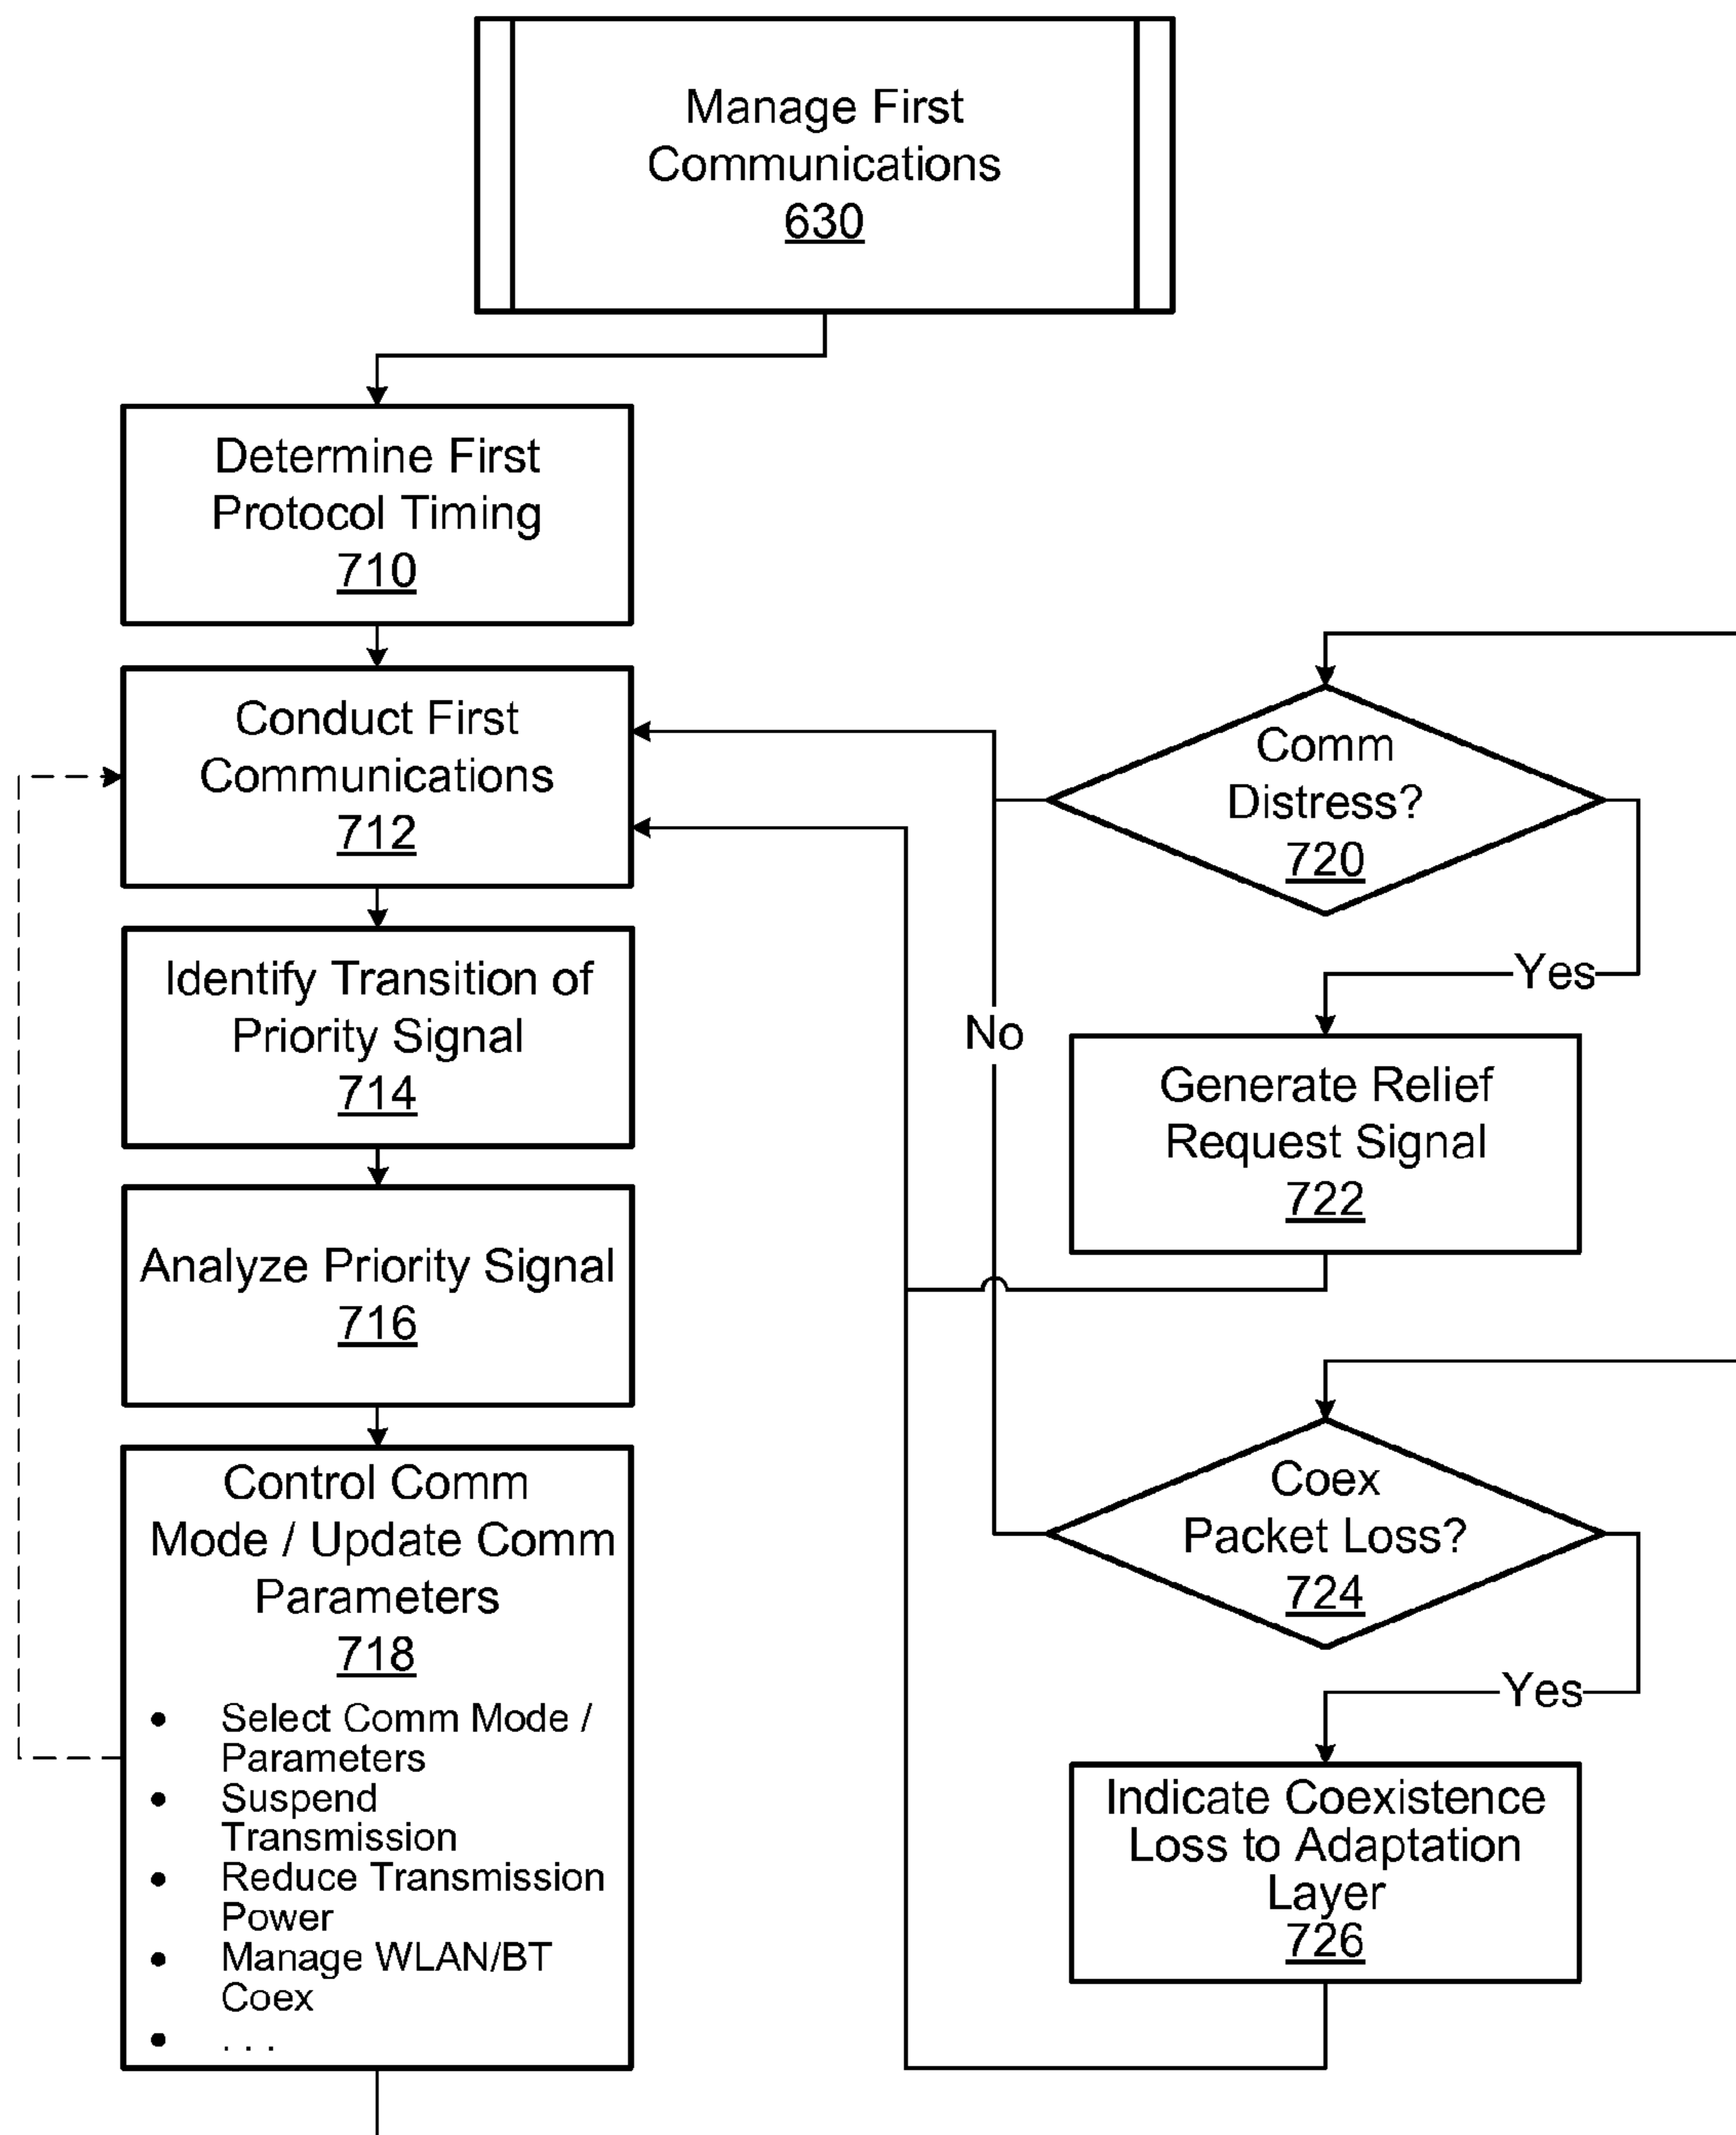 Manage First
Communications
630
Determine First
Protocol Timing
710
Conduct First
Communications
712
Identify Transition of
Priority Signal
714
Analyze Priority Signal
716
Control Comm
Mode / Update Comm
Parameters
718
• Select Comm Mode /
Parameters
• Suspend
Transmission
• Reduce Transmission
Power
• Manage WLAN/BT
Coex
• . . .
Comm
Distress?
720
Yes
No
Generate Relief
Request Signal
722
Coex
Packet Loss?
724
Yes
Indicate Coexistence
Loss to Adaptation
Layer
726